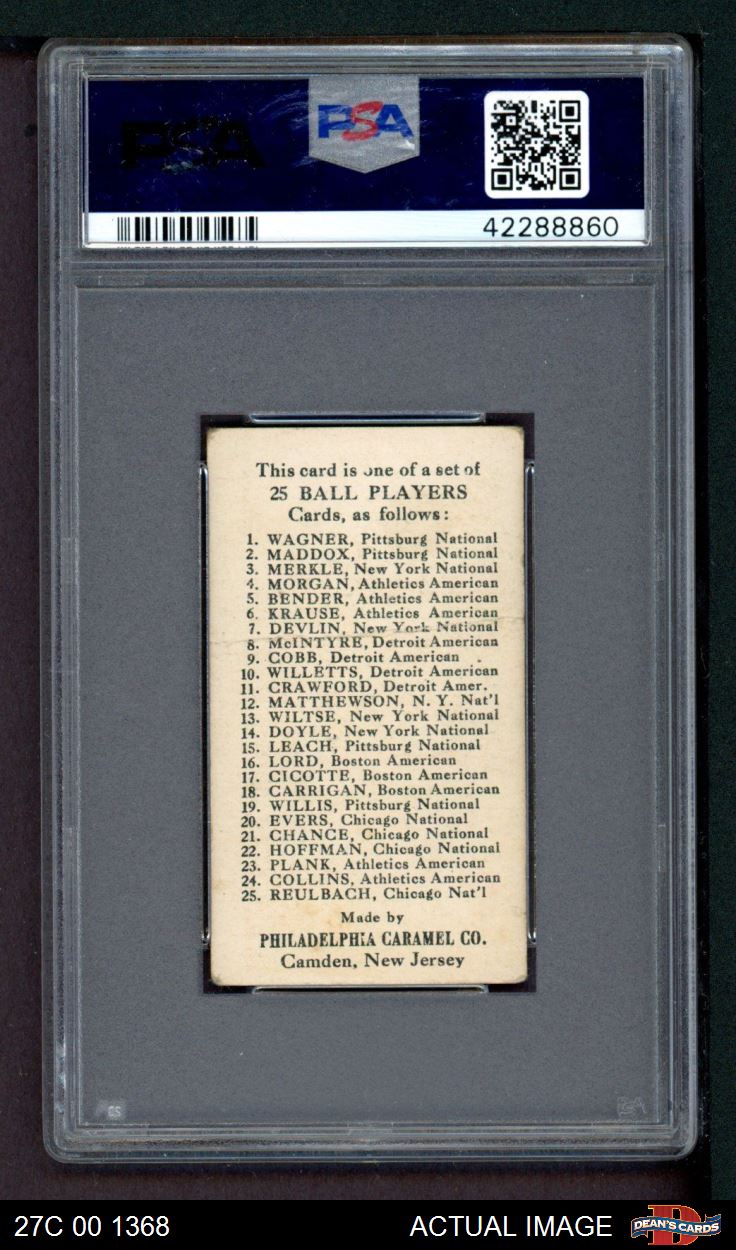 PSA
PSA
42288860
This card is one of a set of
25 BALL PLAYERS
Cards, as follows:
1. WAGNER, Pittsburg National
2. MADDOX, Pittsburg National
3. MERKLE, New York National
4. MORGAN, Athletics American
5. BENDER, Athletics American
6. KRAUSE, Athletics American
7. DEVLIN, New York National
8. McINTYRE, Detroit American
9. COBB, Detroit American .
10. WILLETTS, Detroit American
11. CRAWFORD, Detroit Amer.
12. MATTHEWSON, N. Y. Nat'l
13. WILTSE, New York National
14. DOYLE, New York National
15. LEACH, Pittsburg National
16. LORD, Boston American
17. CICOTTE, Boston American
18. CARRIGAN, Boston American
19. WILLIS, Pittsburg National
20. EVERS, Chicago National
21. CHANCE, Chicago National
22. HOFFMAN, Chicago National
23. PLANK, Athletics American
24. COLLINS, Athletics American
25. REULBACH, Chicago Nat'l
Made by
PHILADELPHIA CARAMEL CO.
Camden, New Jersey
PSA
27C 00 1368 ACTUAL IMAGE DEAN'S CARDS